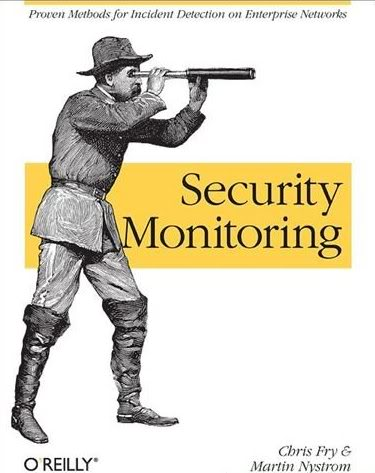 Proven Methods for Incident Detection on Enterprise Networks
Security
Monitoring
O'REILLY®
Chris Fry &
Martin Nystrom